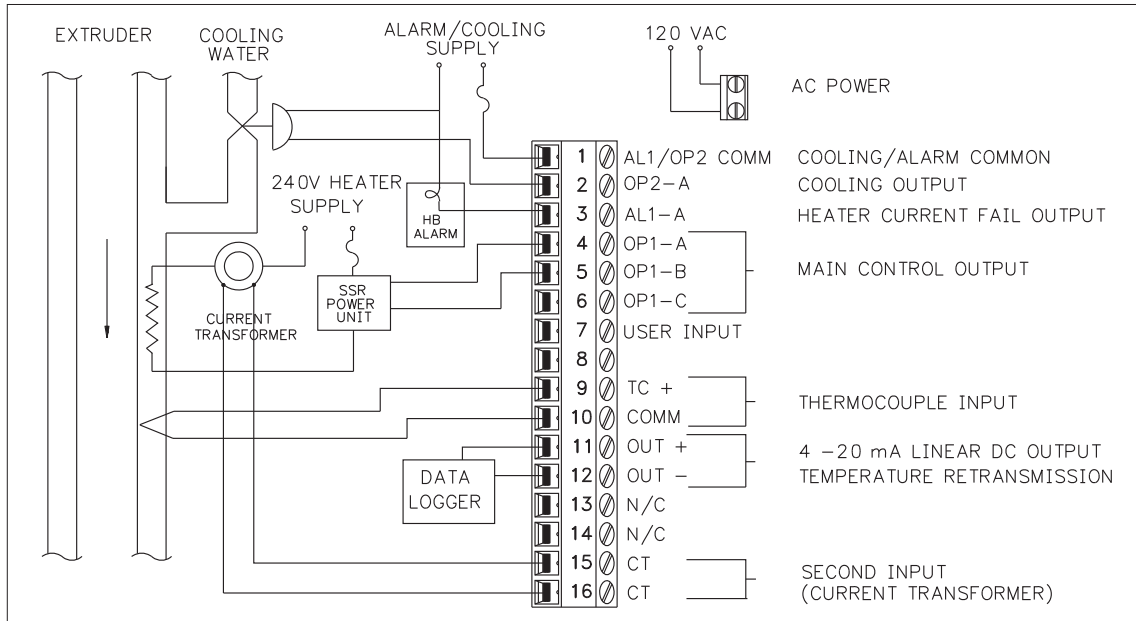 EXTRUDER
COOLING
WATER
ALARM/COOLING
SUPPLY
120 VAC
AC POWER
240V HEATER
SUPPLY
HB
ALARM
SSR
POWER
UNIT
CURRENT
TRANSFORMER
DATA
LOGGER
1 AL1/OP2 COMM COOLING/ALARM COMMON
2 OP2-A COOLING OUTPUT
3 AL1-A HEATER CURRENT FAIL OUTPUT
4 OP1-A
5 OP1-B MAIN CONTROL OUTPUT
6 OP1-C
7 USER INPUT
8
9 TC +
THERMOCOUPLE INPUT
10 COMM
11 OUT + 4 -20 mA LINEAR DC OUTPUT
12 OUT - TEMPERATURE RETRANSMISSION
13 N/C
14 N/C
15 CT SECOND INPUT
16 CT (CURRENT TRANSFORMER)